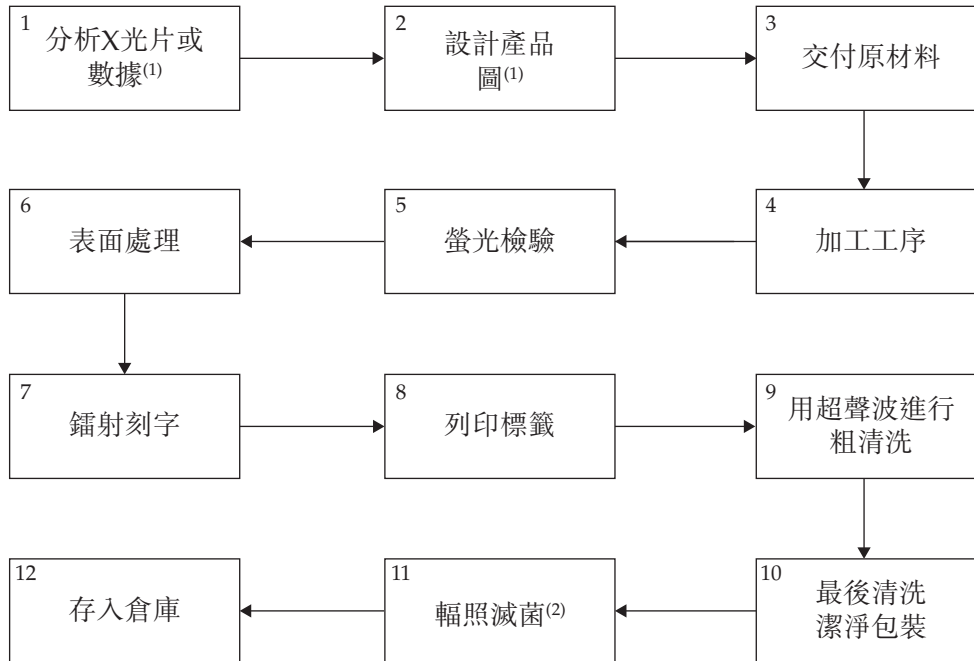 1
分析X光片或
數據(1)
2
設計產品
圖(1)
3
交付原材料
4
加工工序
5
螢光檢驗
6
表面處理
7
鐳射刻字
8
列印標籤
9
用超聲波進行
粗清洗
10
最後清洗
潔淨包裝
11
輻照滅菌(2)
12
存入倉庫